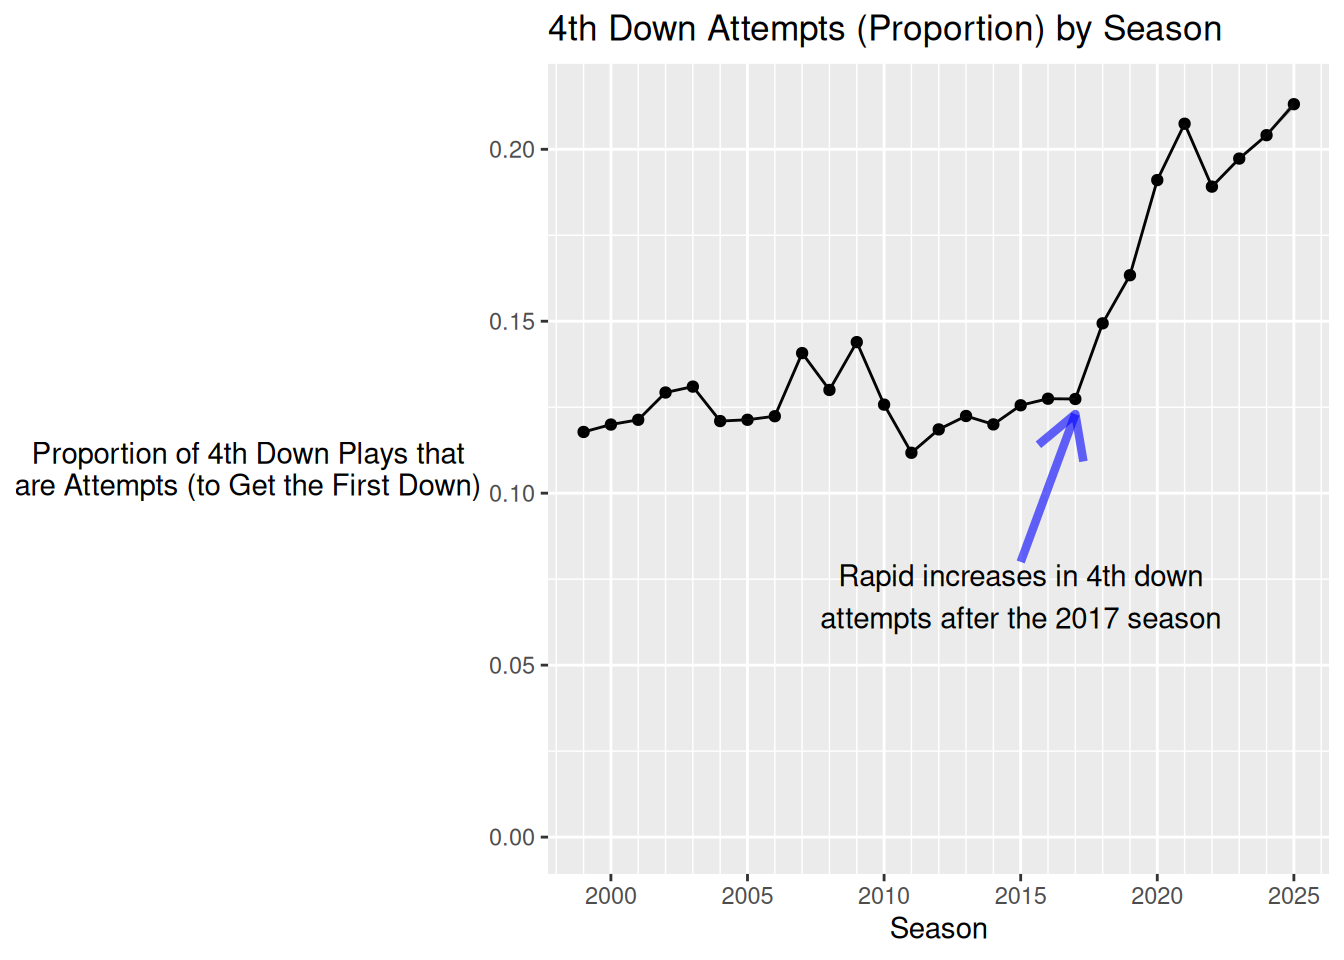 4th Down Attempts (Proportion) by Season
Proportion of 4th Down Plays that
are Attempts (to Get the First Down)
0.20
0.15
0.10
0.05
0.00
Rapid increases in 4th down
attempts after the 2017 season
2000 2005 2010 2015 2020 2025
Season